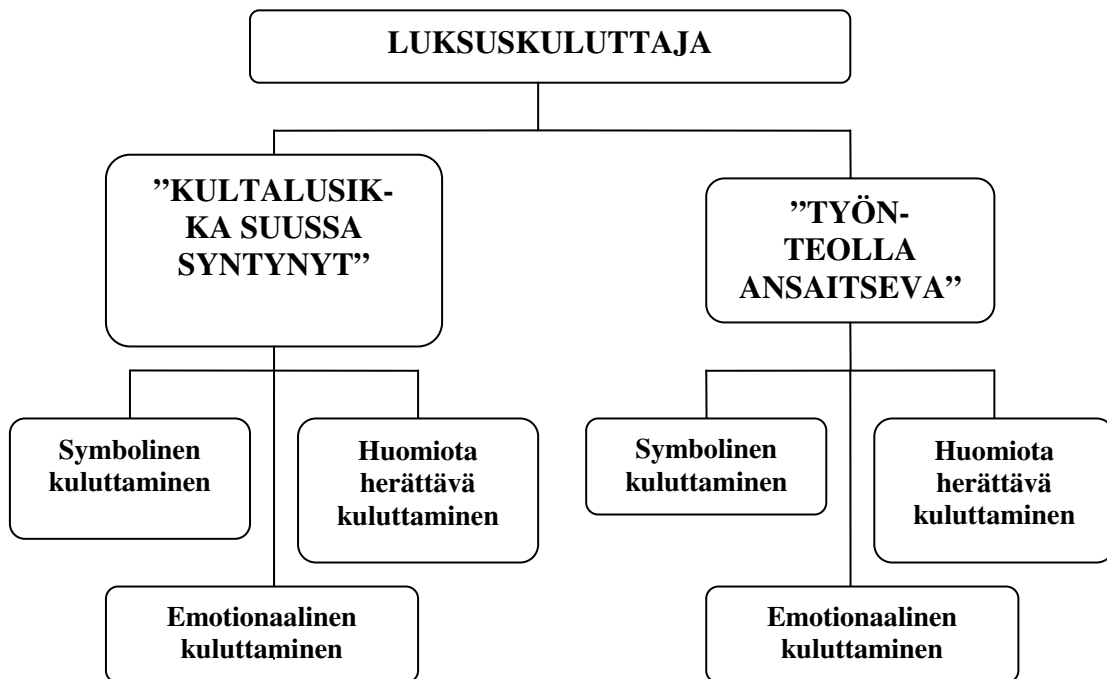 LUKSUSKULUTTAJA
”KULTALUSIK-
KA SUUSSA
SYNTYNYT”
”TYÖN-
TEOLLA
ANSAITSEVA”
Symbolinen
kuluttaminen
Huomiota
herättävä
kuluttaminen
Symbolinen
kuluttaminen
Huomiota
herättävä
kuluttaminen
Emotionaalinen
kuluttaminen
Emotionaalinen
kuluttaminen